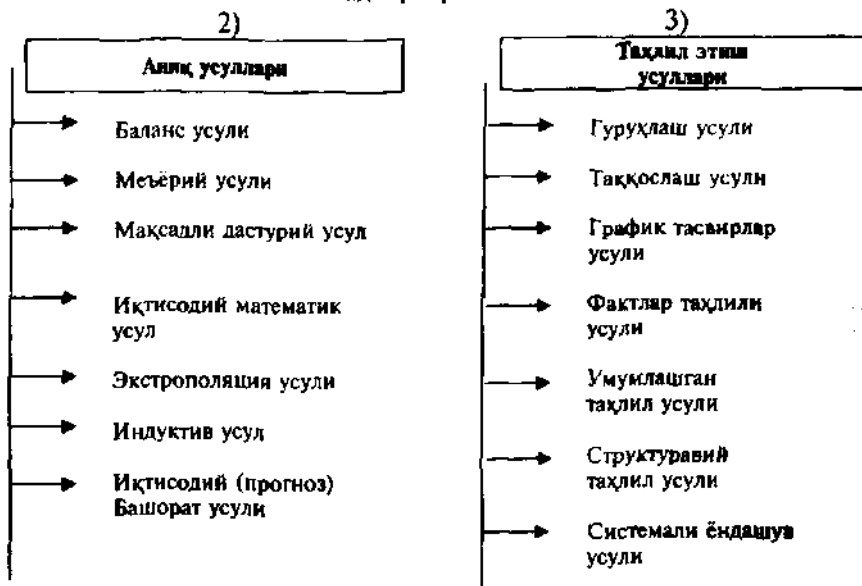 2)
Аниқ усуллари
Баланс усули
Меъёрий усули
Мақсадли дастурий усул
Иқтисодий математик
усул
Экстрополяция усули
Индуктив усул
Иқтисодий (прогноз)
Башорат усули
3)
Таҳлил этиш
усуллари
Гуруҳлаш усули
Таққослаш усули
График тасвирлар
усули
Фактлар таҳлили
усули
Умумлашган
таҳлил усули
Структуравий
таҳлил усули
Системали ёндашув
усули